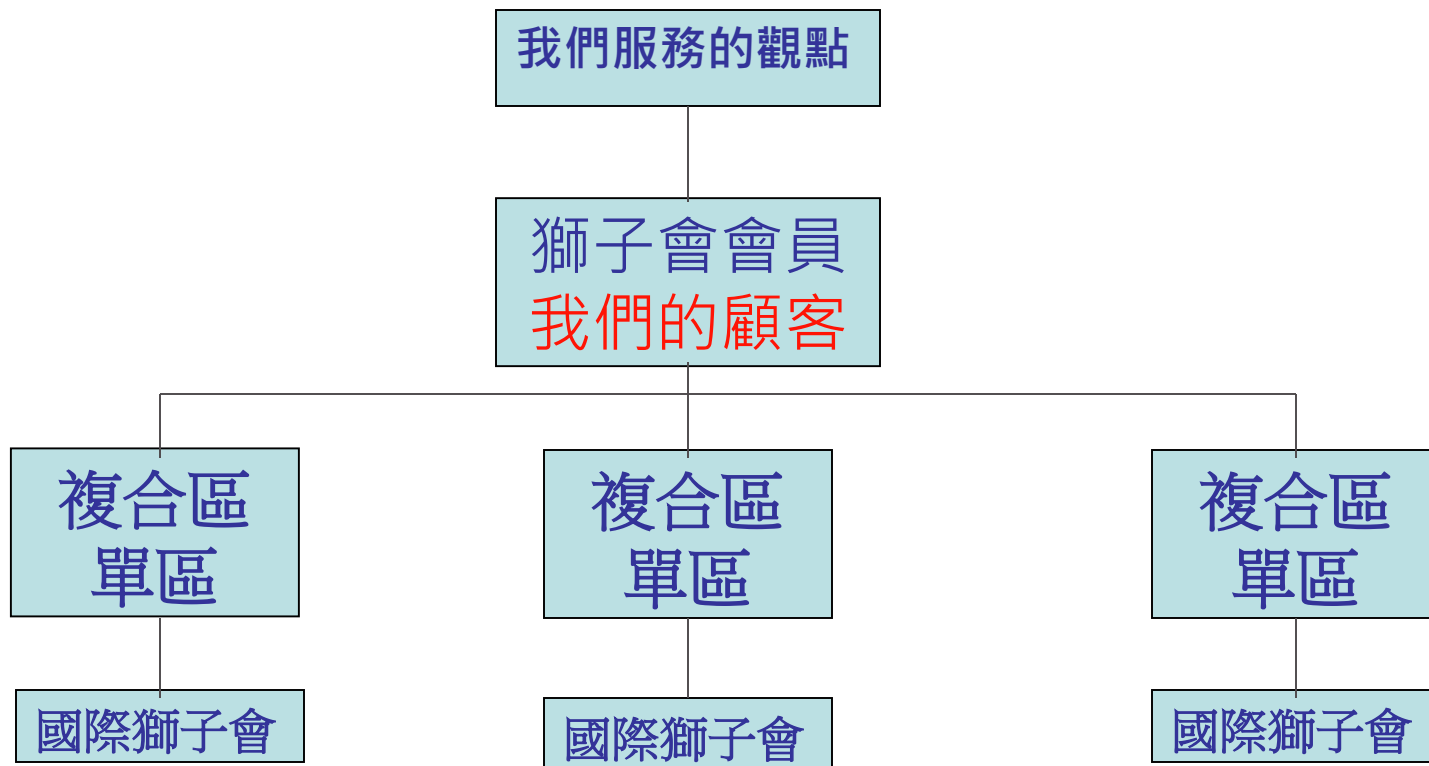 我們服務的觀點
獅子會會員
我們的顧客
複合區
單區
複合區
單區
複合區
單區
國際獅子會
國際獅子會
國際獅子會